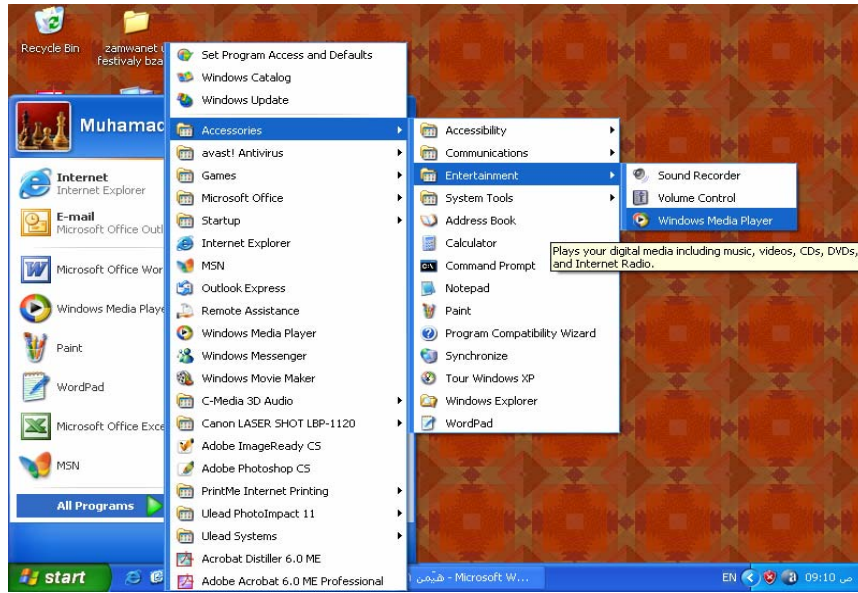 Recycle Bin
zamwanet
festivaly bza
Muhamad
Internet
Internet Explorer
E-mail
Microsoft Office Outl
Microsoft Office Wor
Windows Media Playe
Paint
WordPad
Microsoft Office Exce
MSN
All Programs
Set Program Access and Defaults
Windows Catalog
Windows Update
Accessories
avast! Antivirus
Games
Microsoft Office
Startup
Internet Explorer
MSN
Outlook Express
Remote Assistance
Windows Media Player
Windows Messenger
Windows Movie Maker
C-Media 3D Audio
Canon LASER SHOT LBP-1120
Adobe ImageReady CS
Adobe Photoshop CS
PrintMe Internet Printing
Ulead PhotoImpact 11
Ulead Systems
Acrobat Distiller 6.0 ME
Adobe Acrobat 6.0 ME Professional
Accessibility
Communications
Entertainment
System Tools
Address Book
Calculator
Command Prompt
Notepad
Paint
Program Compatibility Wizard
Synchronize
Tour Windows XP
Windows Explorer
WordPad
Sound Recorder
Volume Control
Windows Media Player
Plays your digital media including music, videos, CDs, DVDs,
and Internet Radio.
start
هێمن - Microsoft W...
EN
09:10 ص